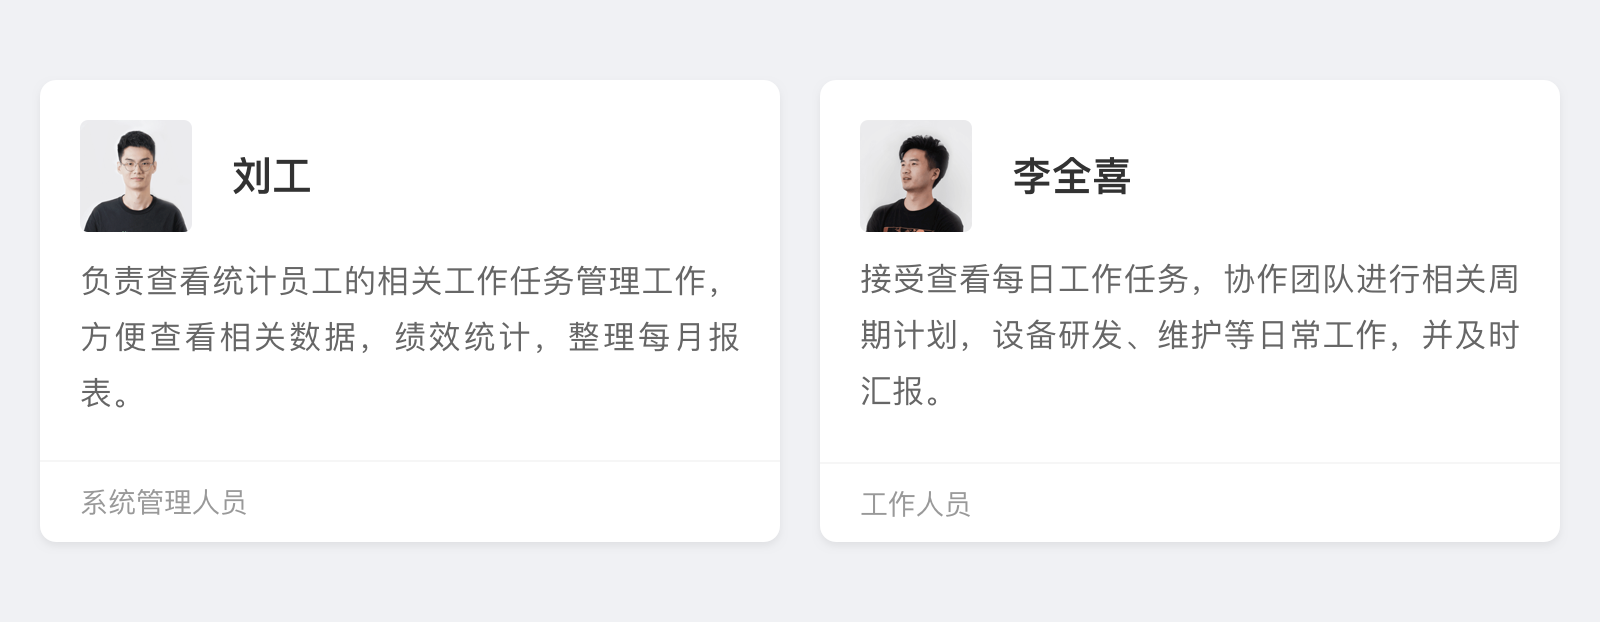 刘工
负责查看统计员工的相关工作任务管理工作，
方便查看相关数据，绩效统计，整理每月报
表。
系统管理人员
李全喜
接受查看每日工作任务，协作团队进行相关周
期计划，设备研发、维护等日常工作，并及时
汇报。
工作人员